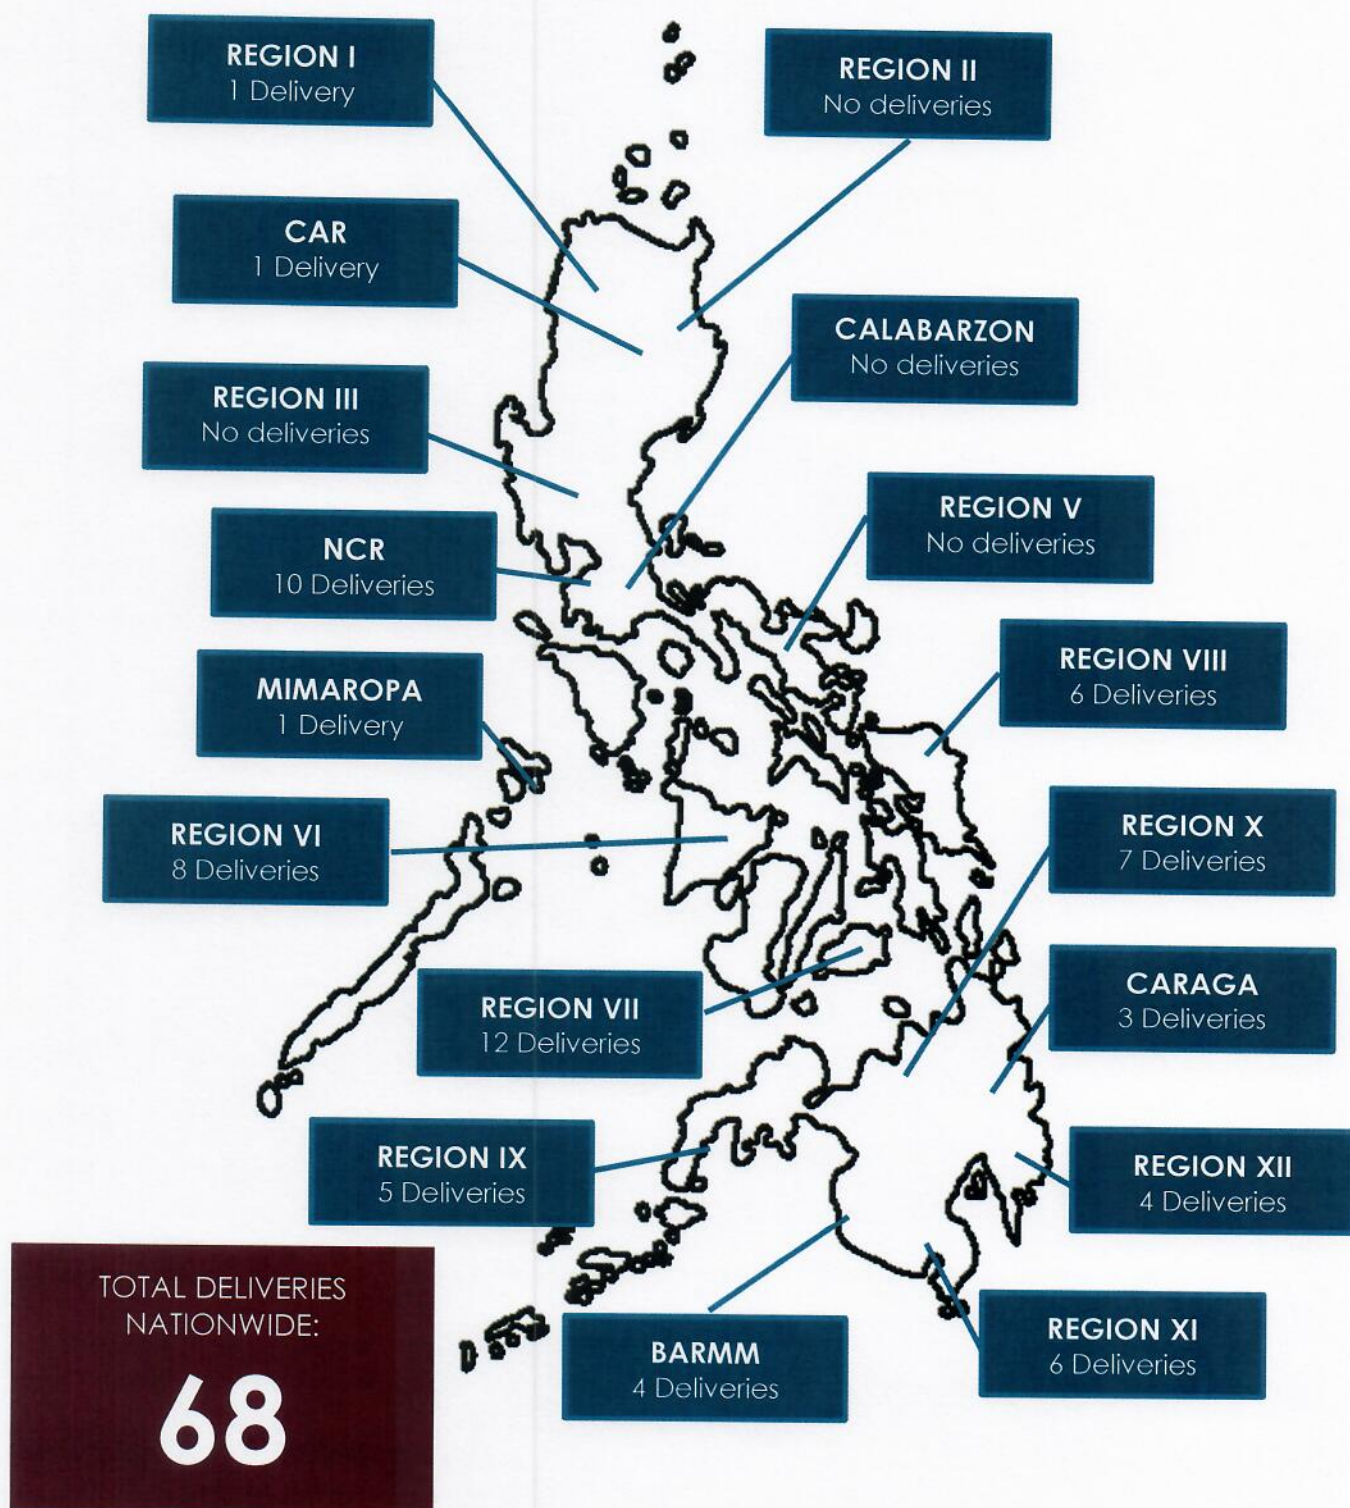 REGION I
1 Delivery
REGION II
No deliveries
CAR
1 Delivery
CALABARZON
No deliveries
REGION III
No deliveries
REGION V
No deliveries
NCR
10 Deliveries
REGION VIII
6 Deliveries
MIMAROPA
1 Delivery
REGION X
7 Deliveries
REGION VI
8 Deliveries
CARAGA
3 Deliveries
REGION VII
12 Deliveries
REGION IX
5 Deliveries
REGION XII
4 Deliveries
TOTAL DELIVERIES
NATIONWIDE:
68
BARMM
4 Deliveries
REGION XI
6 Deliveries